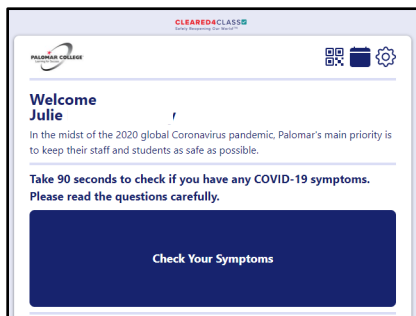 CLEARED4CLASS
Safely Reopening Our World™
PALOMAR COLLEGE
Welcome
Julie
In the midst of the 2020 global Coronavirus pandemic, Palomar's main priority is
to keep their staff and students as safe as possible.
Take 90 seconds to check if you have any COVID-19 symptoms.
Please read the questions carefully.
Check Your Symptoms